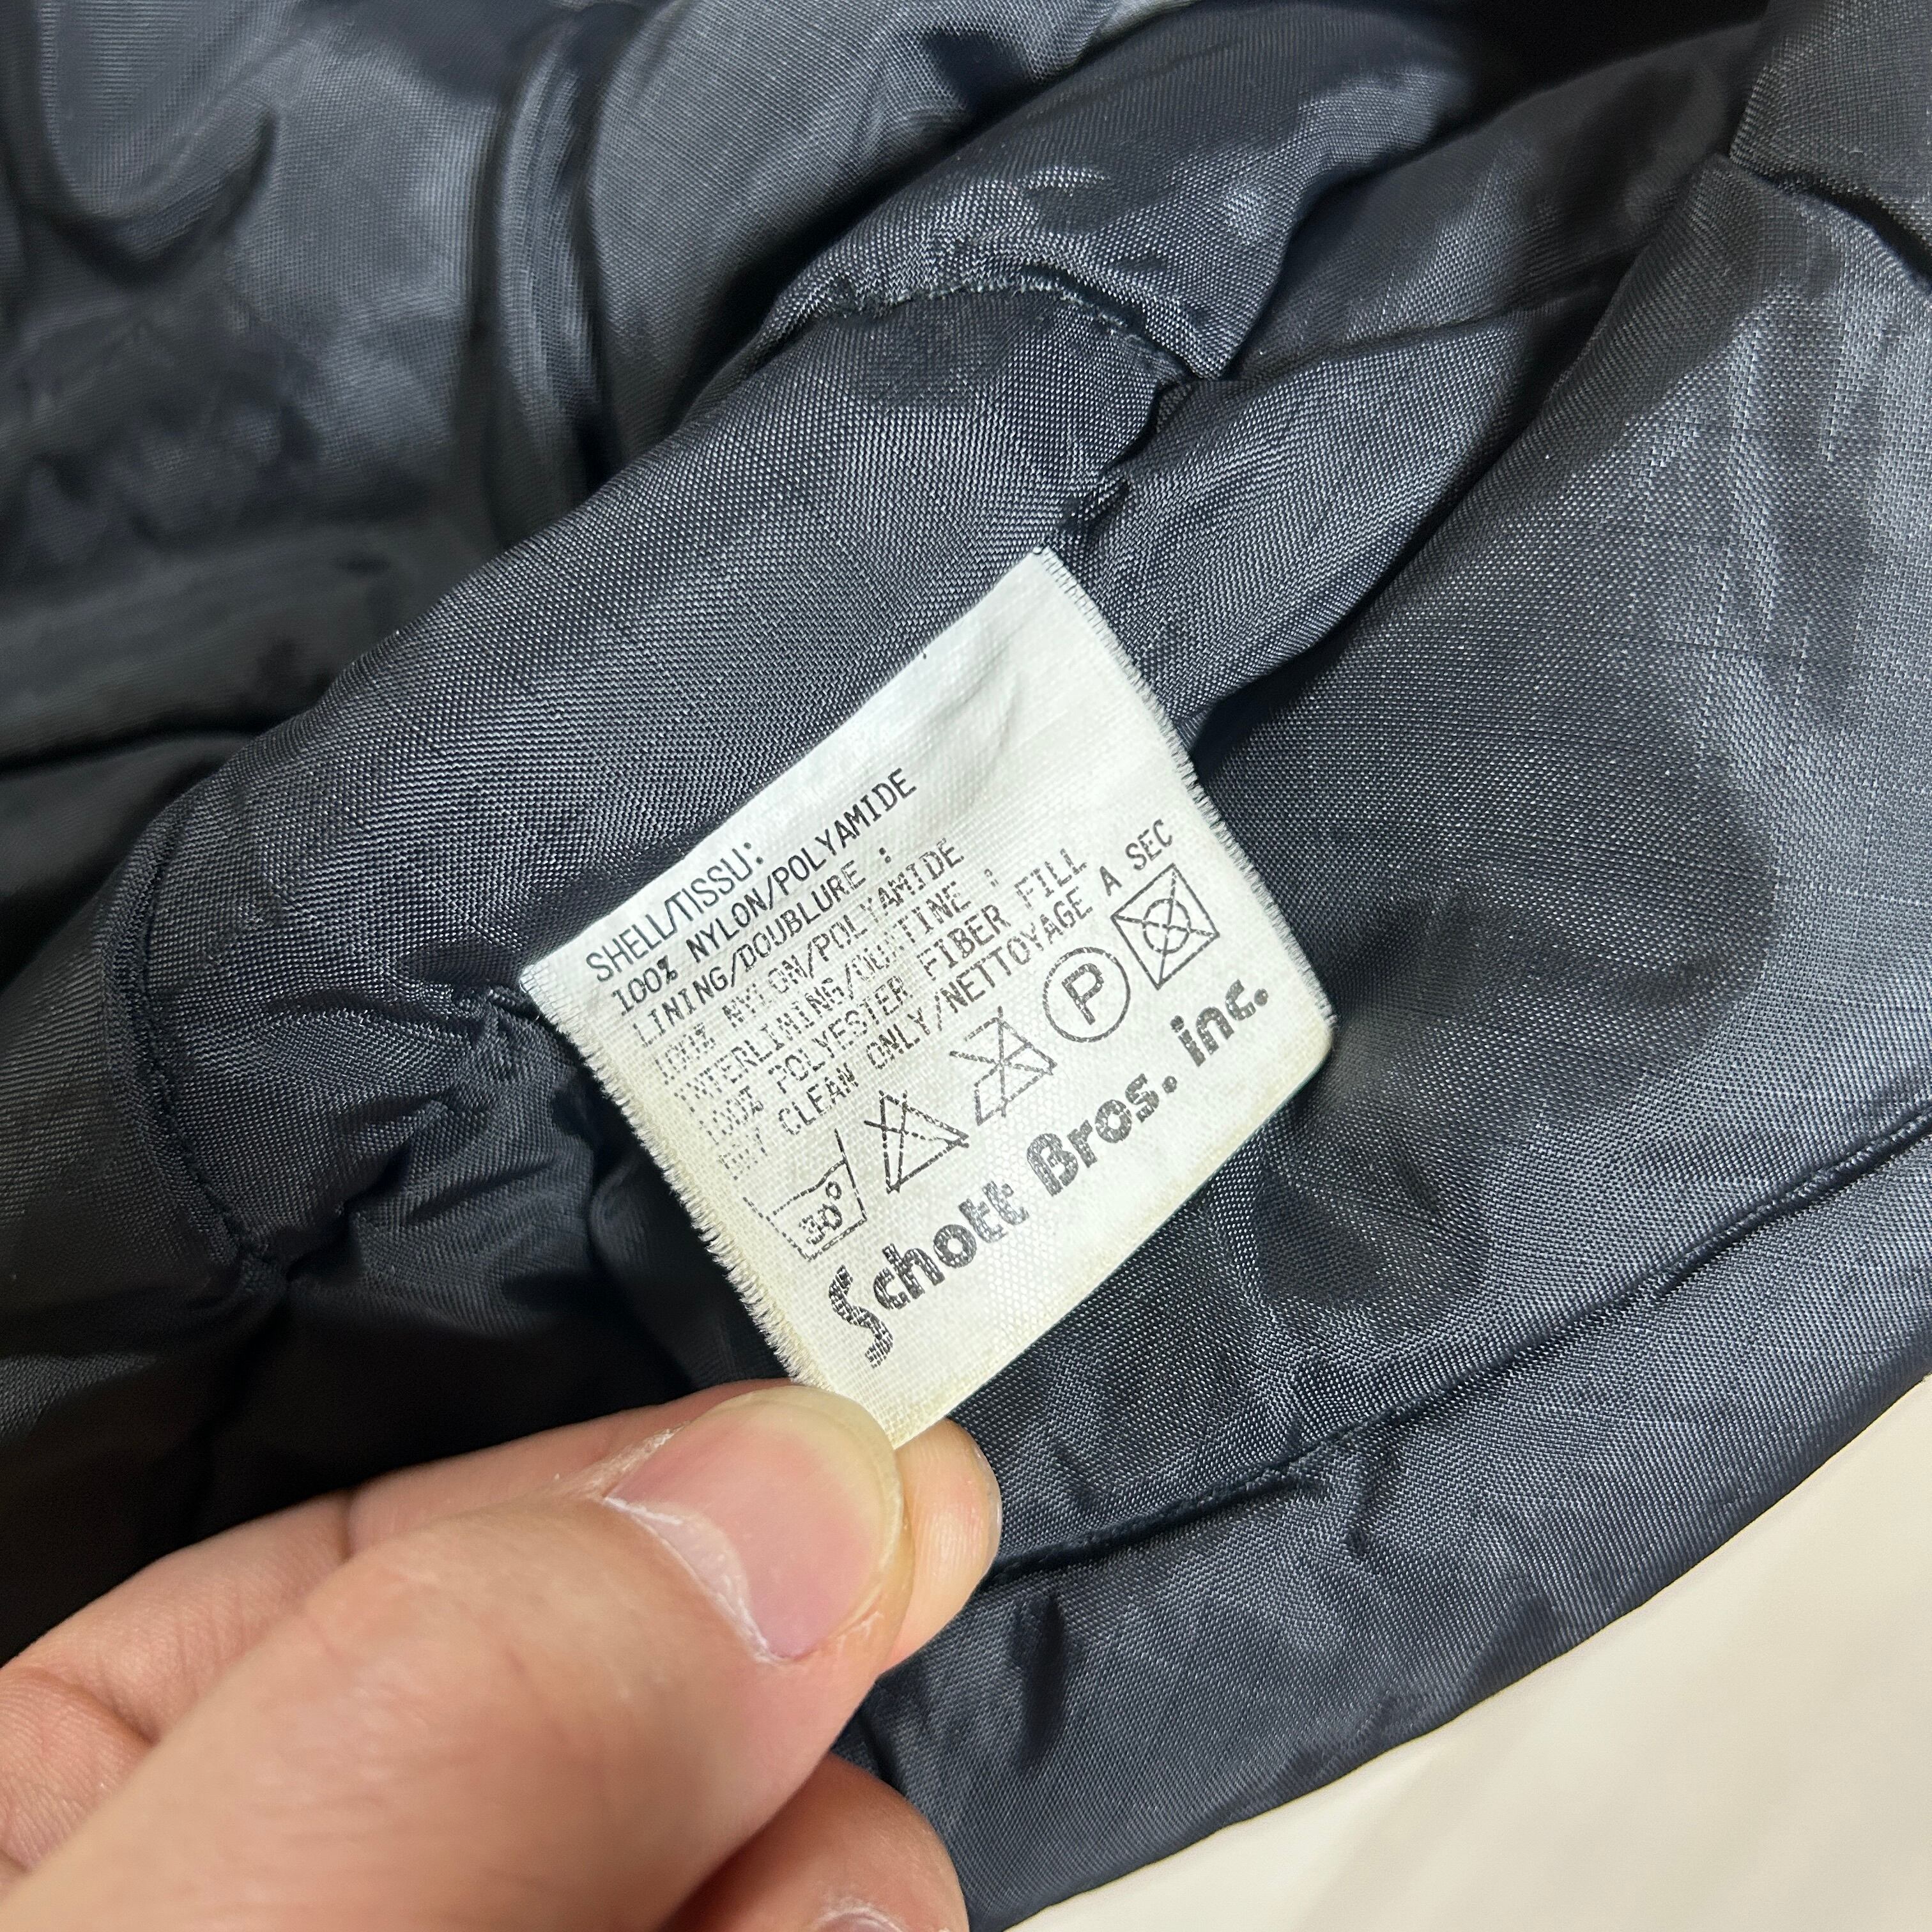 SHELL/TISSU:
100% NYLON/POLYAMIDE
LINING/DOUBLURE :
100% NYLON/POLYAMIDE
INTERLINING/OUATINE :
100% POLYESTER FIBER FILL
DRY CLEAN ONLY/NETTOYAGE A SEC
30°
P
Schott Bros. inc.